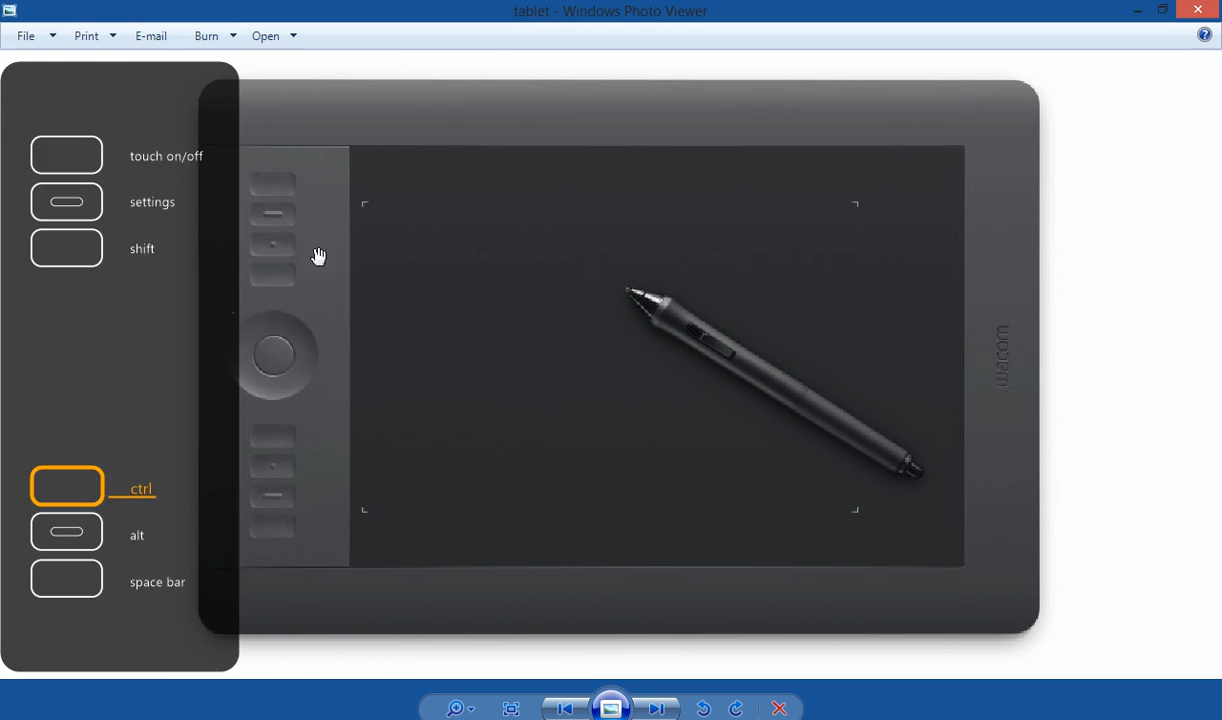 tablet - Windows Photo Viewer
File Print E-mail Burn Open
touch on/off
settings
shift
wacom
ctrl
alt
space bar